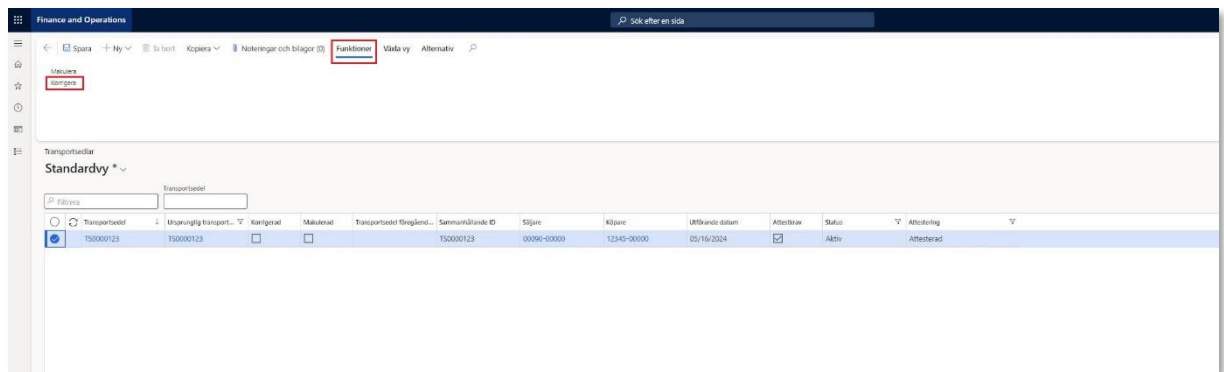 Finance and Operations
Sök efter en sida
Spara
Ny
Ta bort
Kopiera
Noteringar och bilagor (0)
Funktioner
Växla vy
Alternativ
Makulera
Korrigera
Transportsedlar
Standardvy *
Transportsedel
Filtrera
Transportsedel Ursprunglig transport... Korrigerad Makulerad Transportsedel föregåend... Sammanhållande ID Säljare Köpare Utförande datum Attestkrav Status Attestering
TS0000123 TS0000123 TS0000123 00090-00000 12345-00000 05/16/2024 Aktiv Attesterad